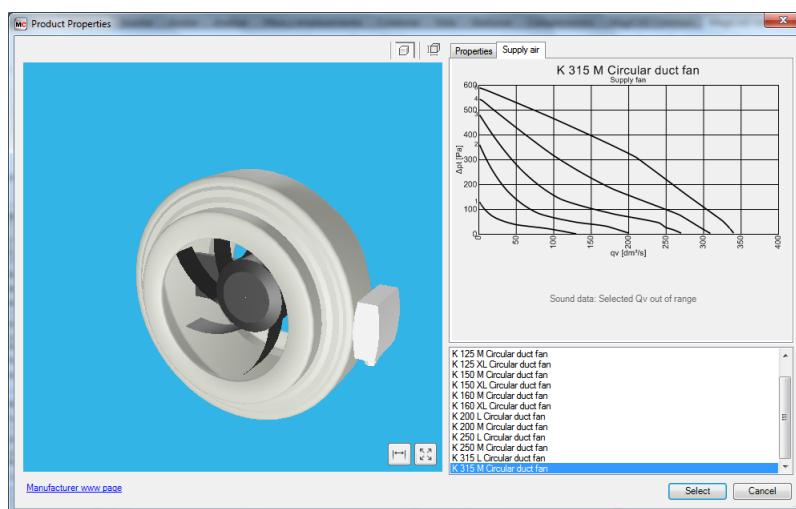 MC Product Properties
Properties
Supply air
K 315 M Circular duct fan
Supply fan
Δpt [Pa]
600
500
400
300
200
100
0
5
4
3
2
1
0
50
100
150
200
250
300
350
400
qv [dm³/s]
Sound data: Selected Qv out of range
K 125 M Circular duct fan
K 125 XL Circular duct fan
K 150 M Circular duct fan
K 150 XL Circular duct fan
K 160 M Circular duct fan
K 160 XL Circular duct fan
K 200 L Circular duct fan
K 200 M Circular duct fan
K 250 L Circular duct fan
K 250 M Circular duct fan
K 315 L Circular duct fan
K 315 M Circular duct fan
Manufacturer www page
Select
Cancel